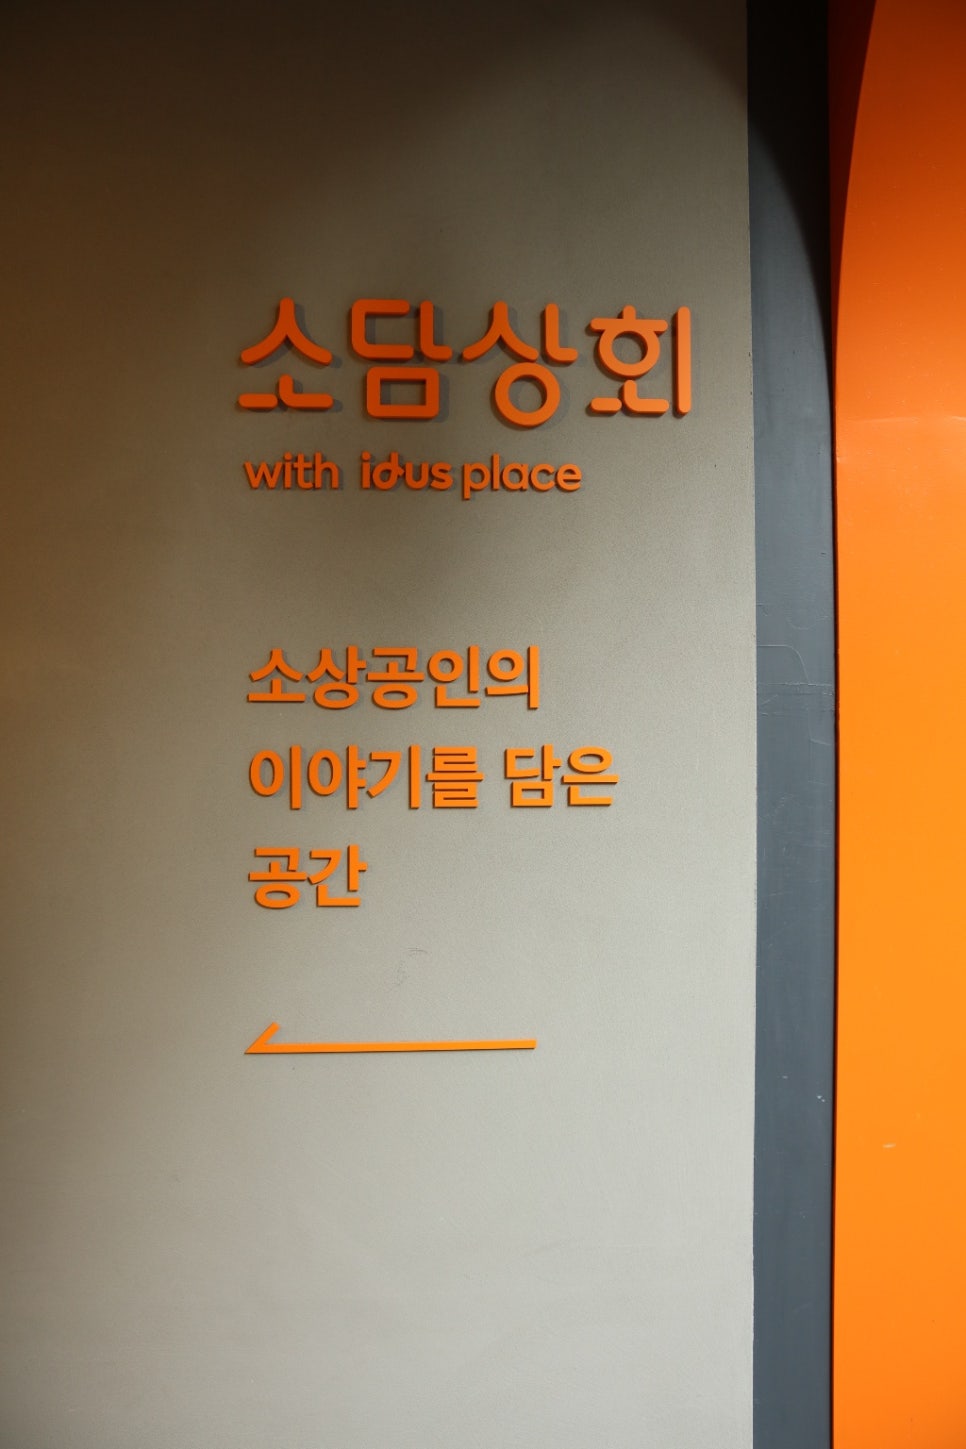 소담상회
with idus place
소상공인의
이야기를 담은
공간